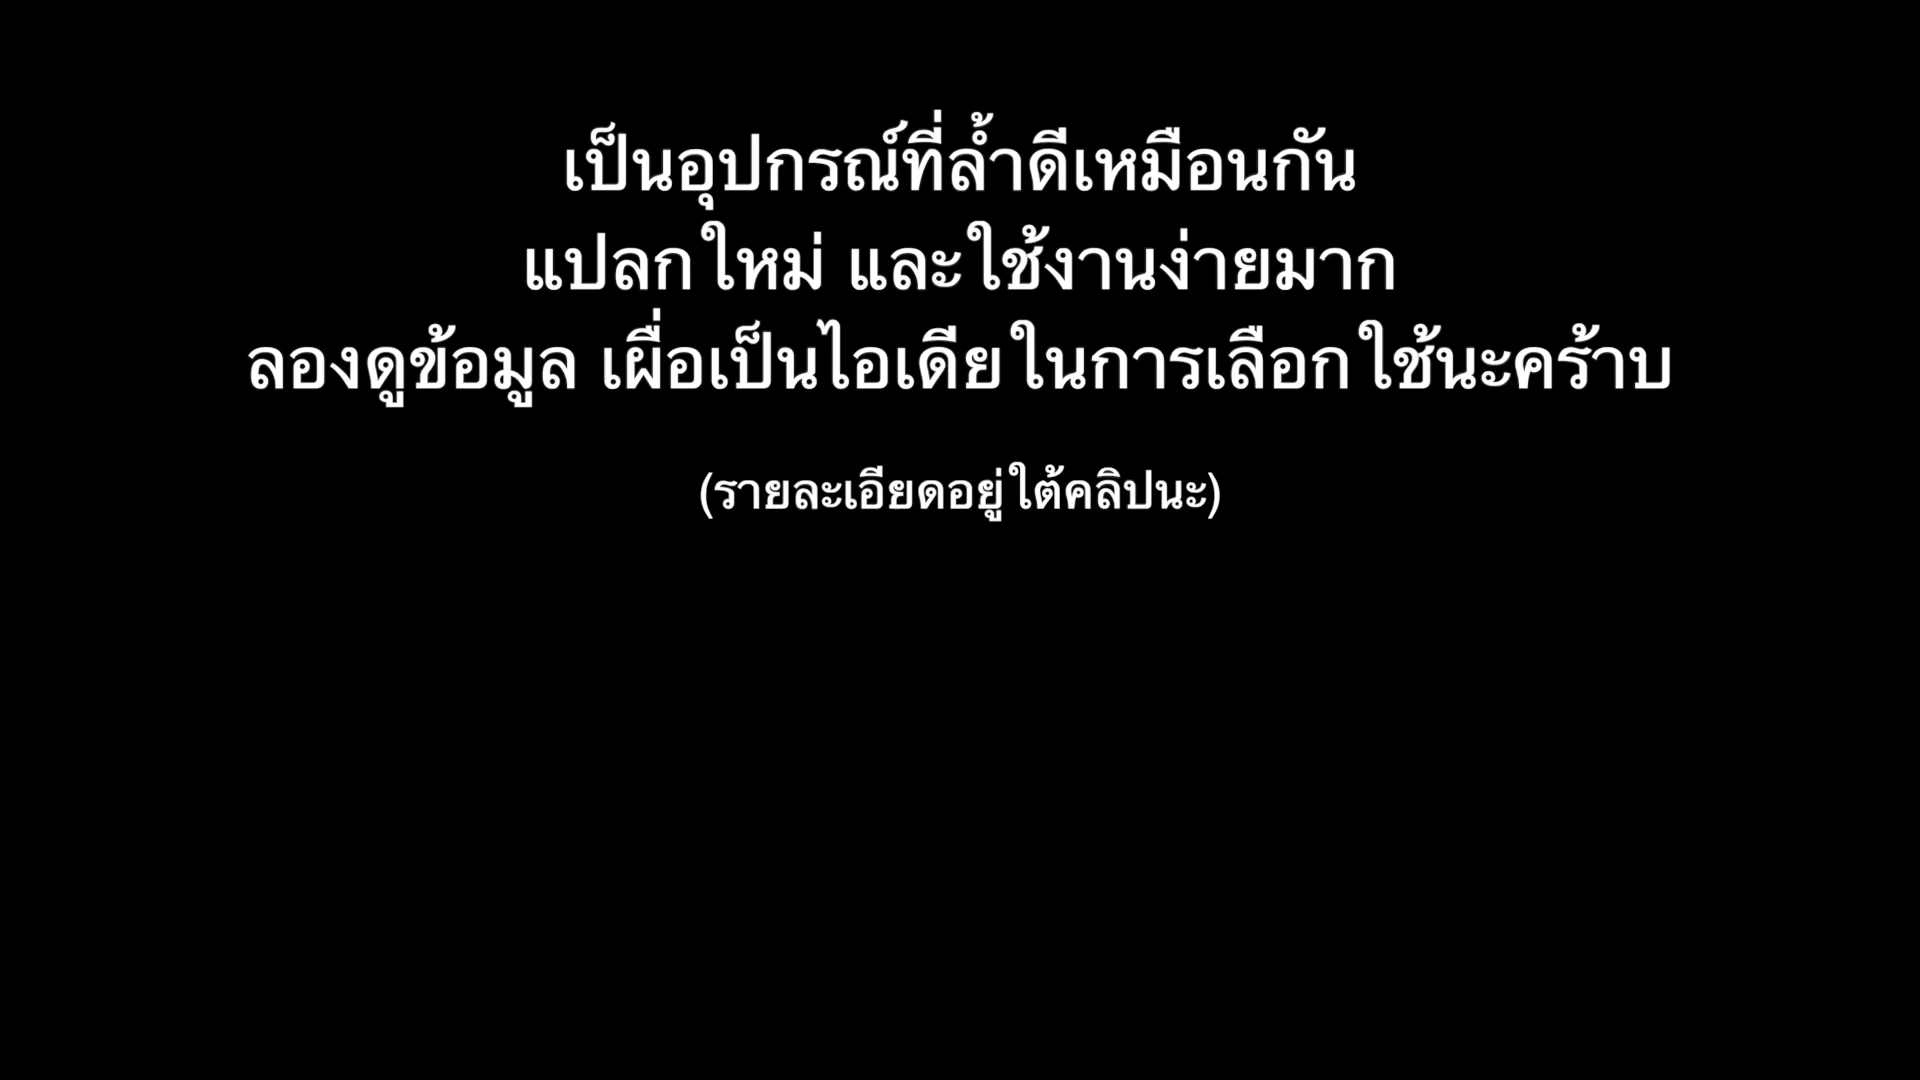 เป็นอุปกรณ์ที่ล้ำดีเหมือนกัน
แปลกใหม่ และใช้งานง่ายมาก
ลองดูข้อมูล เผื่อเป็นไอเดียในการเลือกใช้นะคร้าบ
(รายละเอียดอยู่ใต้คลิปนะ)